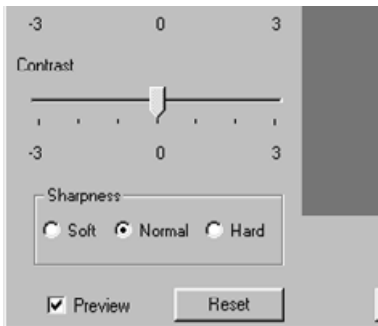 -3 0 3
Contrast
-3 0 3
Sharpness
Soft Normal Hard
Preview Reset